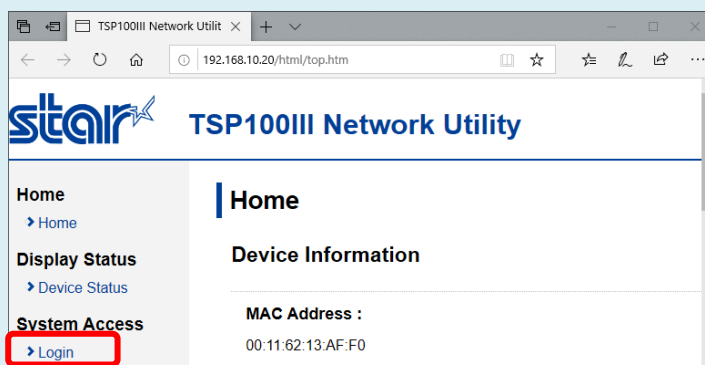 TSP100III Network Utilit
192.168.10.20/html/top.htm
star
TSP100III Network Utility
Home
Home
Display Status
Device Status
System Access
Login
Home
Device Information
MAC Address :
00:11:62:13:AF:F0